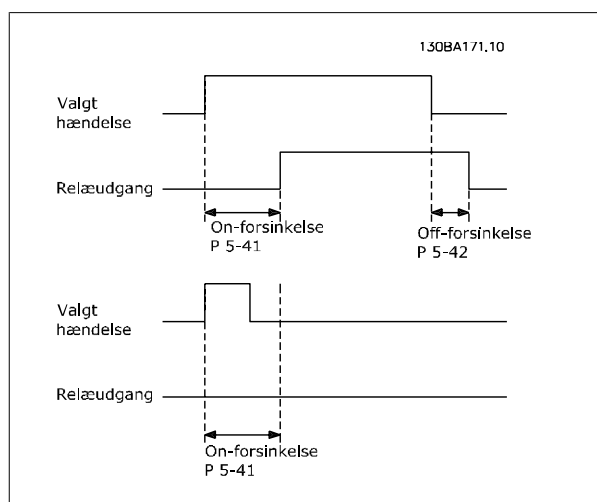 130BA171.10
Valgt
hændelse
Relæudgang
On-forsinkelse
P 5-41
Off-forsinkelse
P 5-42
Valgt
hændelse
Relæudgang
On-forsinkelse
P 5-41